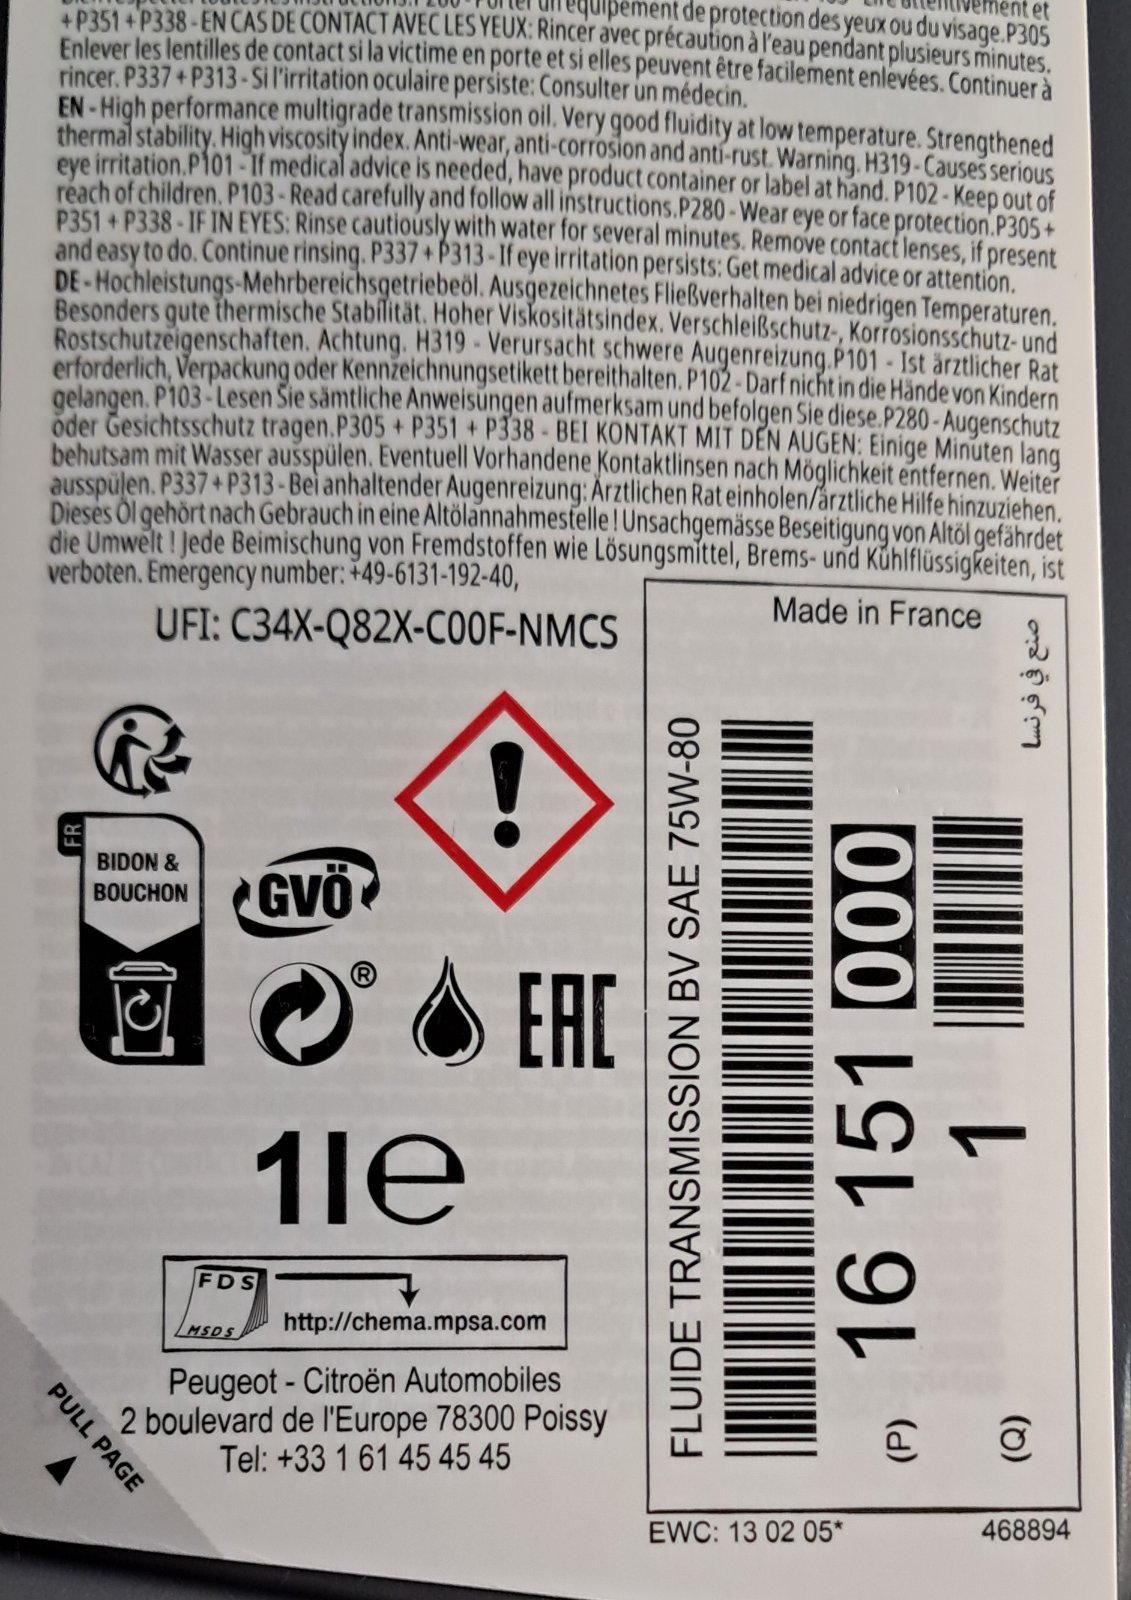 équipement de protection des yeux ou du visage.P305
+ P351 + P338 - EN CAS DE CONTACT AVEC LES YEUX: Rincer avec précaution à l'eau pendant plusieurs minutes.
Enlever les lentilles de contact si la victime en porte et si elles peuvent être facilement enlevées. Continuer à
rincer. P337 + P313 - Si l'irritation oculaire persiste: Consulter un médecin.
EN - High performance multigrade transmission oil. Very good fluidity at low temperature. Strengthened
thermal stability. High viscosity index. Anti-wear, anti-corrosion and anti-rust. Warning. H319 - Causes serious
eye irritation.P101 - If medical advice is needed, have product container or label at hand. P102 - Keep out of
reach of children. P103 - Read carefully and follow all instructions.P280 - Wear eye or face protection.P305 +
P351 + P338 - IF IN EYES: Rinse cautiously with water for several minutes. Remove contact lenses, if present
and easy to do. Continue rinsing. P337 + P313 - If eye irritation persists: Get medical advice or attention.
DE - Hochleistungs-Mehrbereichsgetriebeöl. Ausgezeichnetes Fließverhalten bei niedrigen Temperaturen.
Besonders gute thermische Stabilität. Hoher Viskositätsindex. Verschleißschutz-, Korrosionsschutz- und
Rostschutzeigenschaften. Achtung. H319 - Verursacht schwere Augenreizung.P101 - Ist ärztlicher Rat
erforderlich, Verpackung oder Kennzeichnungsetikett bereithalten. P102 - Darf nicht in die Hände von Kindern
gelangen. P103 - Lesen Sie sämtliche Anweisungen aufmerksam und befolgen Sie diese.P280 - Augenschutz
oder Gesichtsschutz tragen.P305 + P351 + P338 - BEI KONTAKT MIT DEN AUGEN: Einige Minuten lang
behutsam mit Wasser ausspülen. Eventuell Vorhandene Kontaktlinsen nach Möglichkeit entfernen. Weiter
ausspülen. P337 + P313 - Bei anhaltender Augenreizung: Ärztlichen Rat einholen/ärztliche Hilfe hinzuziehen.
Dieses Öl gehört nach Gebrauch in eine Altölannahmestelle ! Unsachgemässe Beseitigung von Altöl gefährdet
die Umwelt ! Jede Beimischung von Fremdstoffen wie Lösungsmittel, Brems- und Kühlflüssigkeiten, ist
verboten. Emergency number: +49-6131-192-40,
UFI: C34X-Q82X-C00F-NMCS
FR
BIDON &
BOUCHON
GVÖ
®
EAC
1l e
FDS
MSDS
http://chema.mpsa.com
Peugeot - Citroën Automobiles
2 boulevard de l'Europe 78300 Poissy
Tel: +33 1 61 45 45 45
PULL PAGE
Made in France
صنع في فرنسا
FLUIDE TRANSMISSION BV SAE 75W-80
(P) 16 151 000
(Q) 1
EWC: 13 02 05*
468894